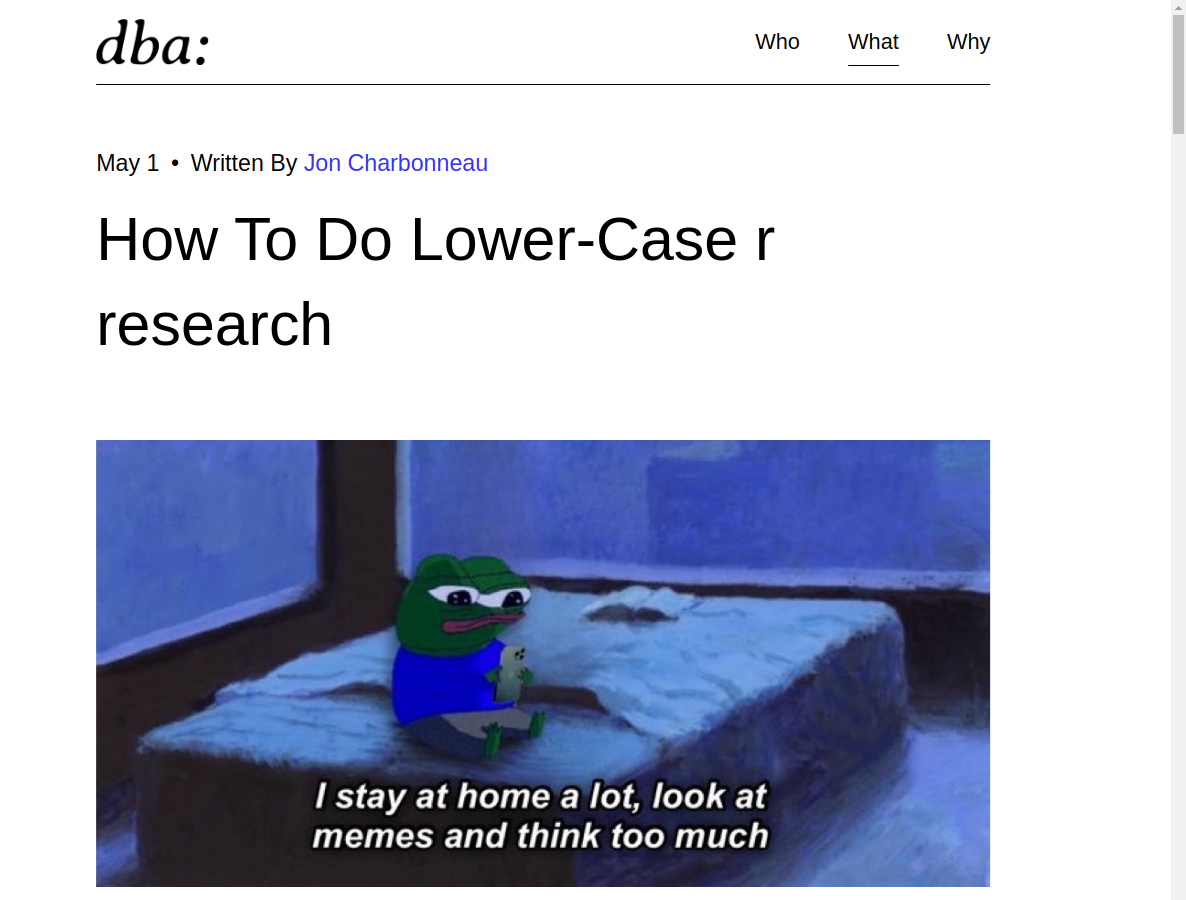 dba:
Who What Why
May 1 • Written By Jon Charbonneau
How To Do Lower-Case r
research
I stay at home a lot, look at
memes and think too much